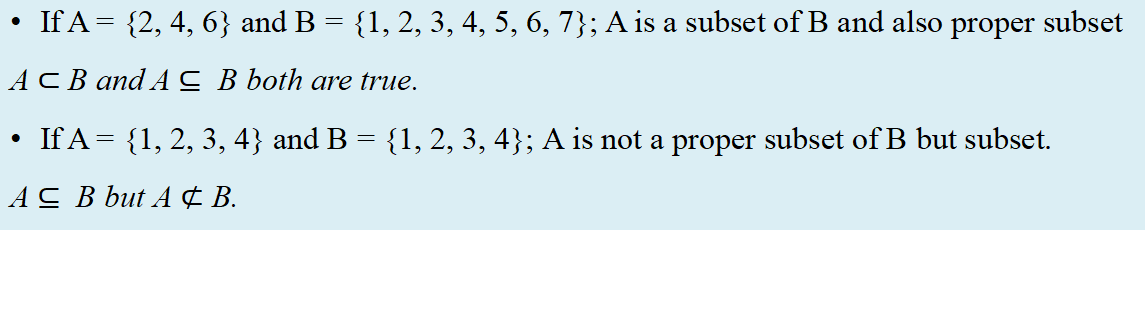 • If A = {2, 4, 6} and B = {1, 2, 3, 4, 5, 6, 7}; A is a subset of B and also proper subset
A ⊂ B and A ⊆ B both are true.
• If A = {1, 2, 3, 4} and B = {1, 2, 3, 4}; A is not a proper subset of B but subset.
A ⊆ B but A ⊄ B.